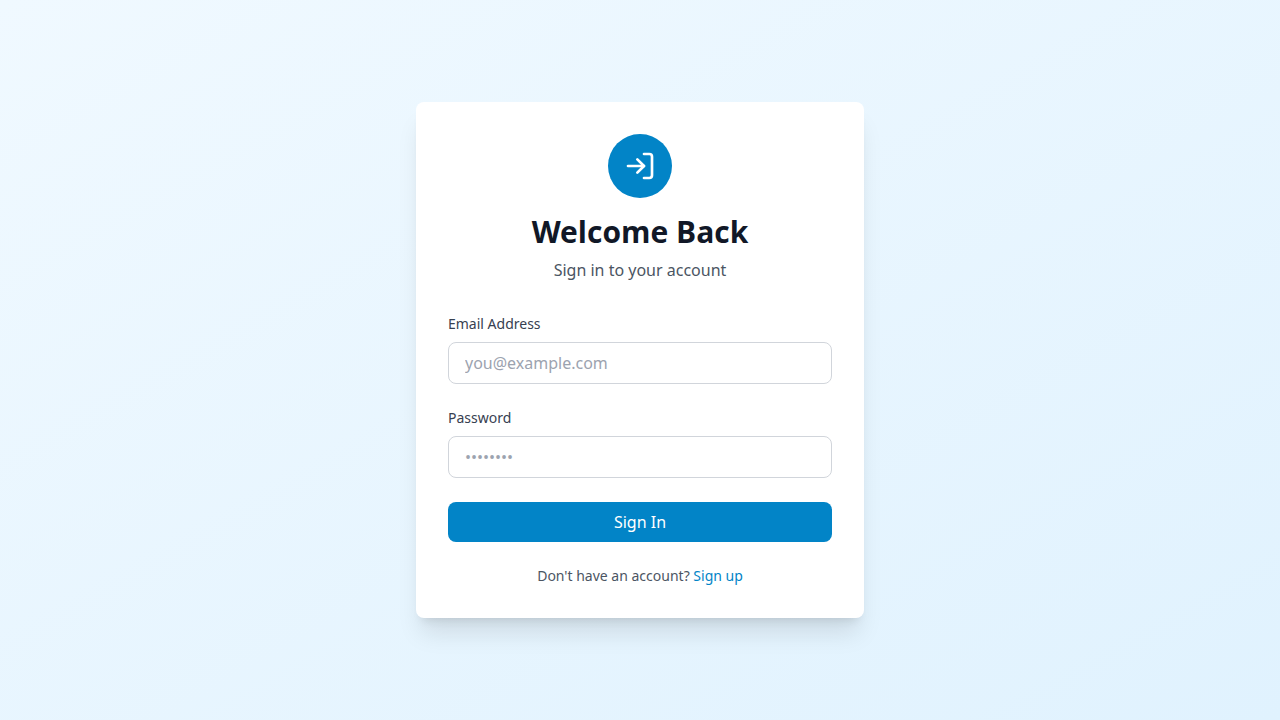 Welcome Back
Sign in to your account
Email Address
you@example.com
Password
••••••••
Sign In
Don't have an account? Sign up